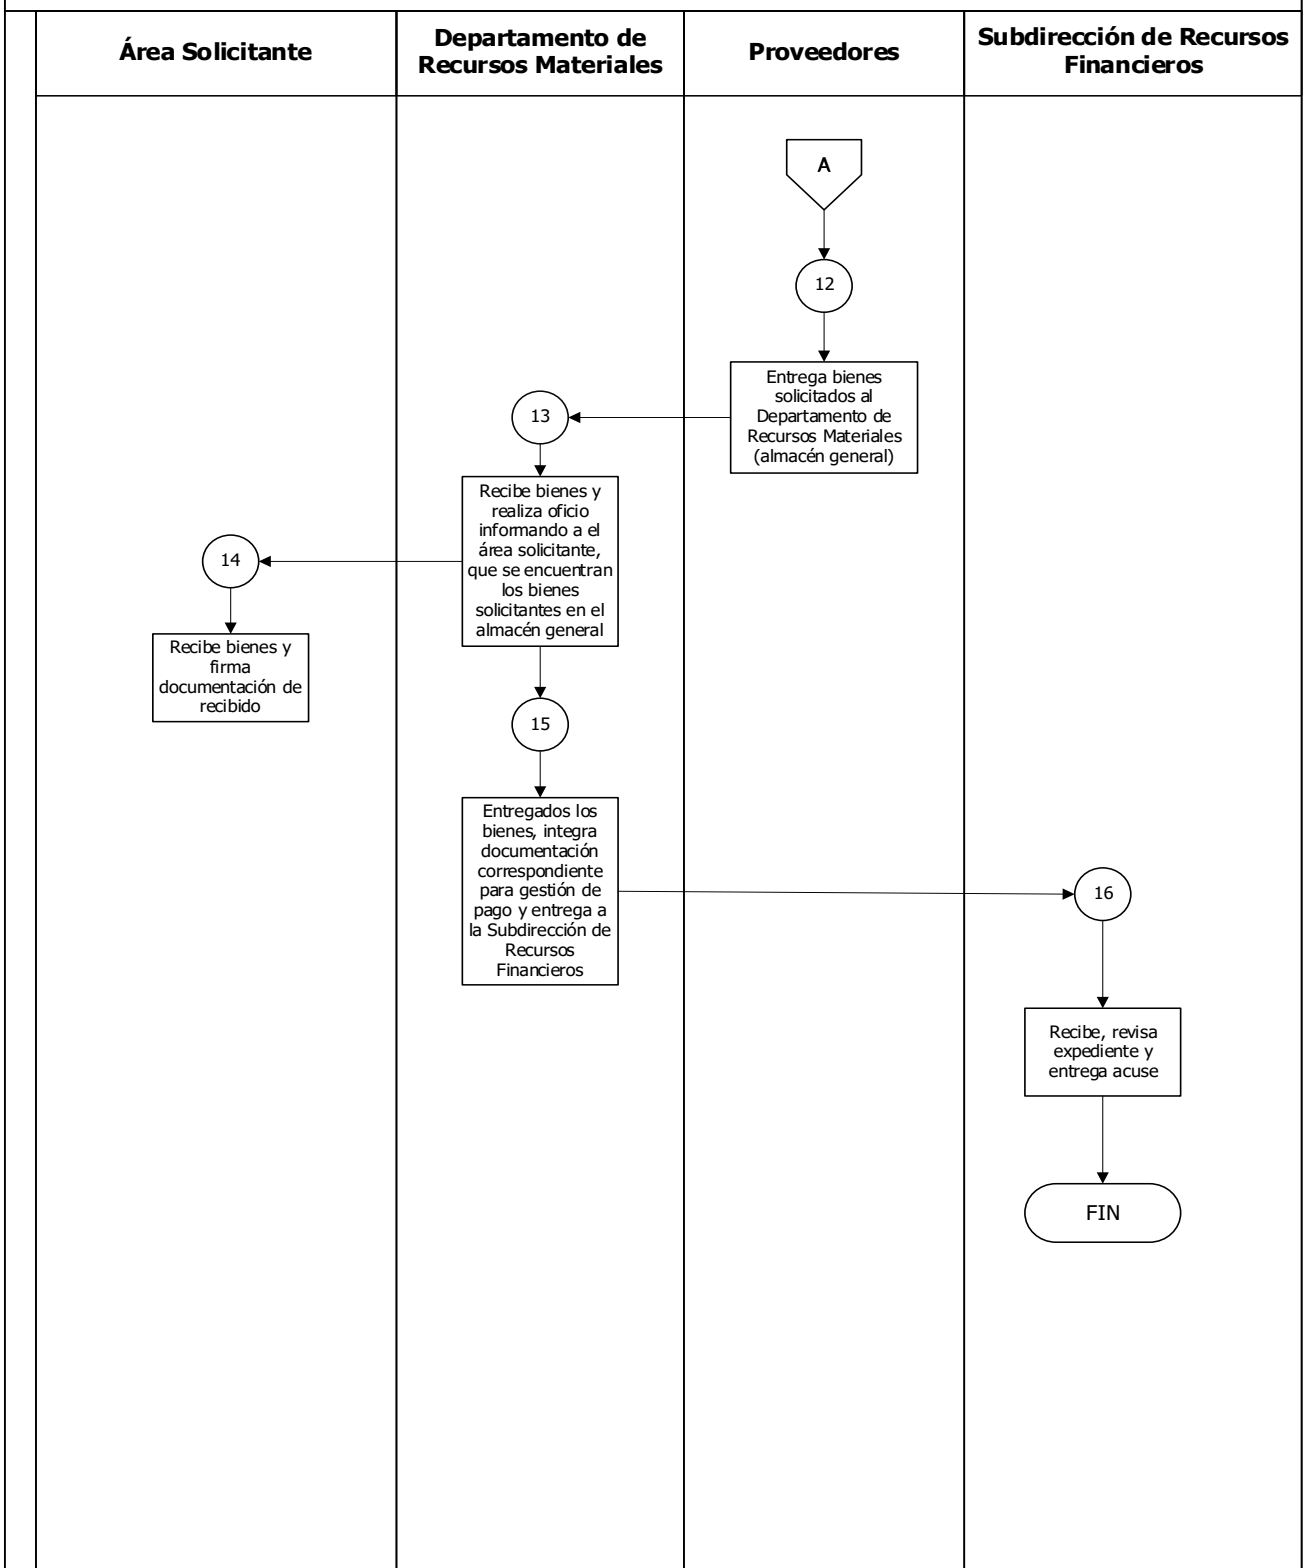 Área Solicitante
Departamento de
Recursos Materiales
Proveedores
Subdirección de Recursos
Financieros
A
12
Entrega bienes
solicitados al
Departamento de
Recursos Materiales
(almacén general)
13
Recibe bienes y
realiza oficio
informando a el
área solicitante,
que se encuentran
los bienes
solicitantes en el
almacén general
14
Recibe bienes y
firma
documentación de
recibido
15
Entregados los
bienes, integra
documentación
correspondiente
para gestión de
pago y entrega a
la Subdirección de
Recursos
Financieros
16
Recibe, revisa
expediente y
entrega acuse
FIN